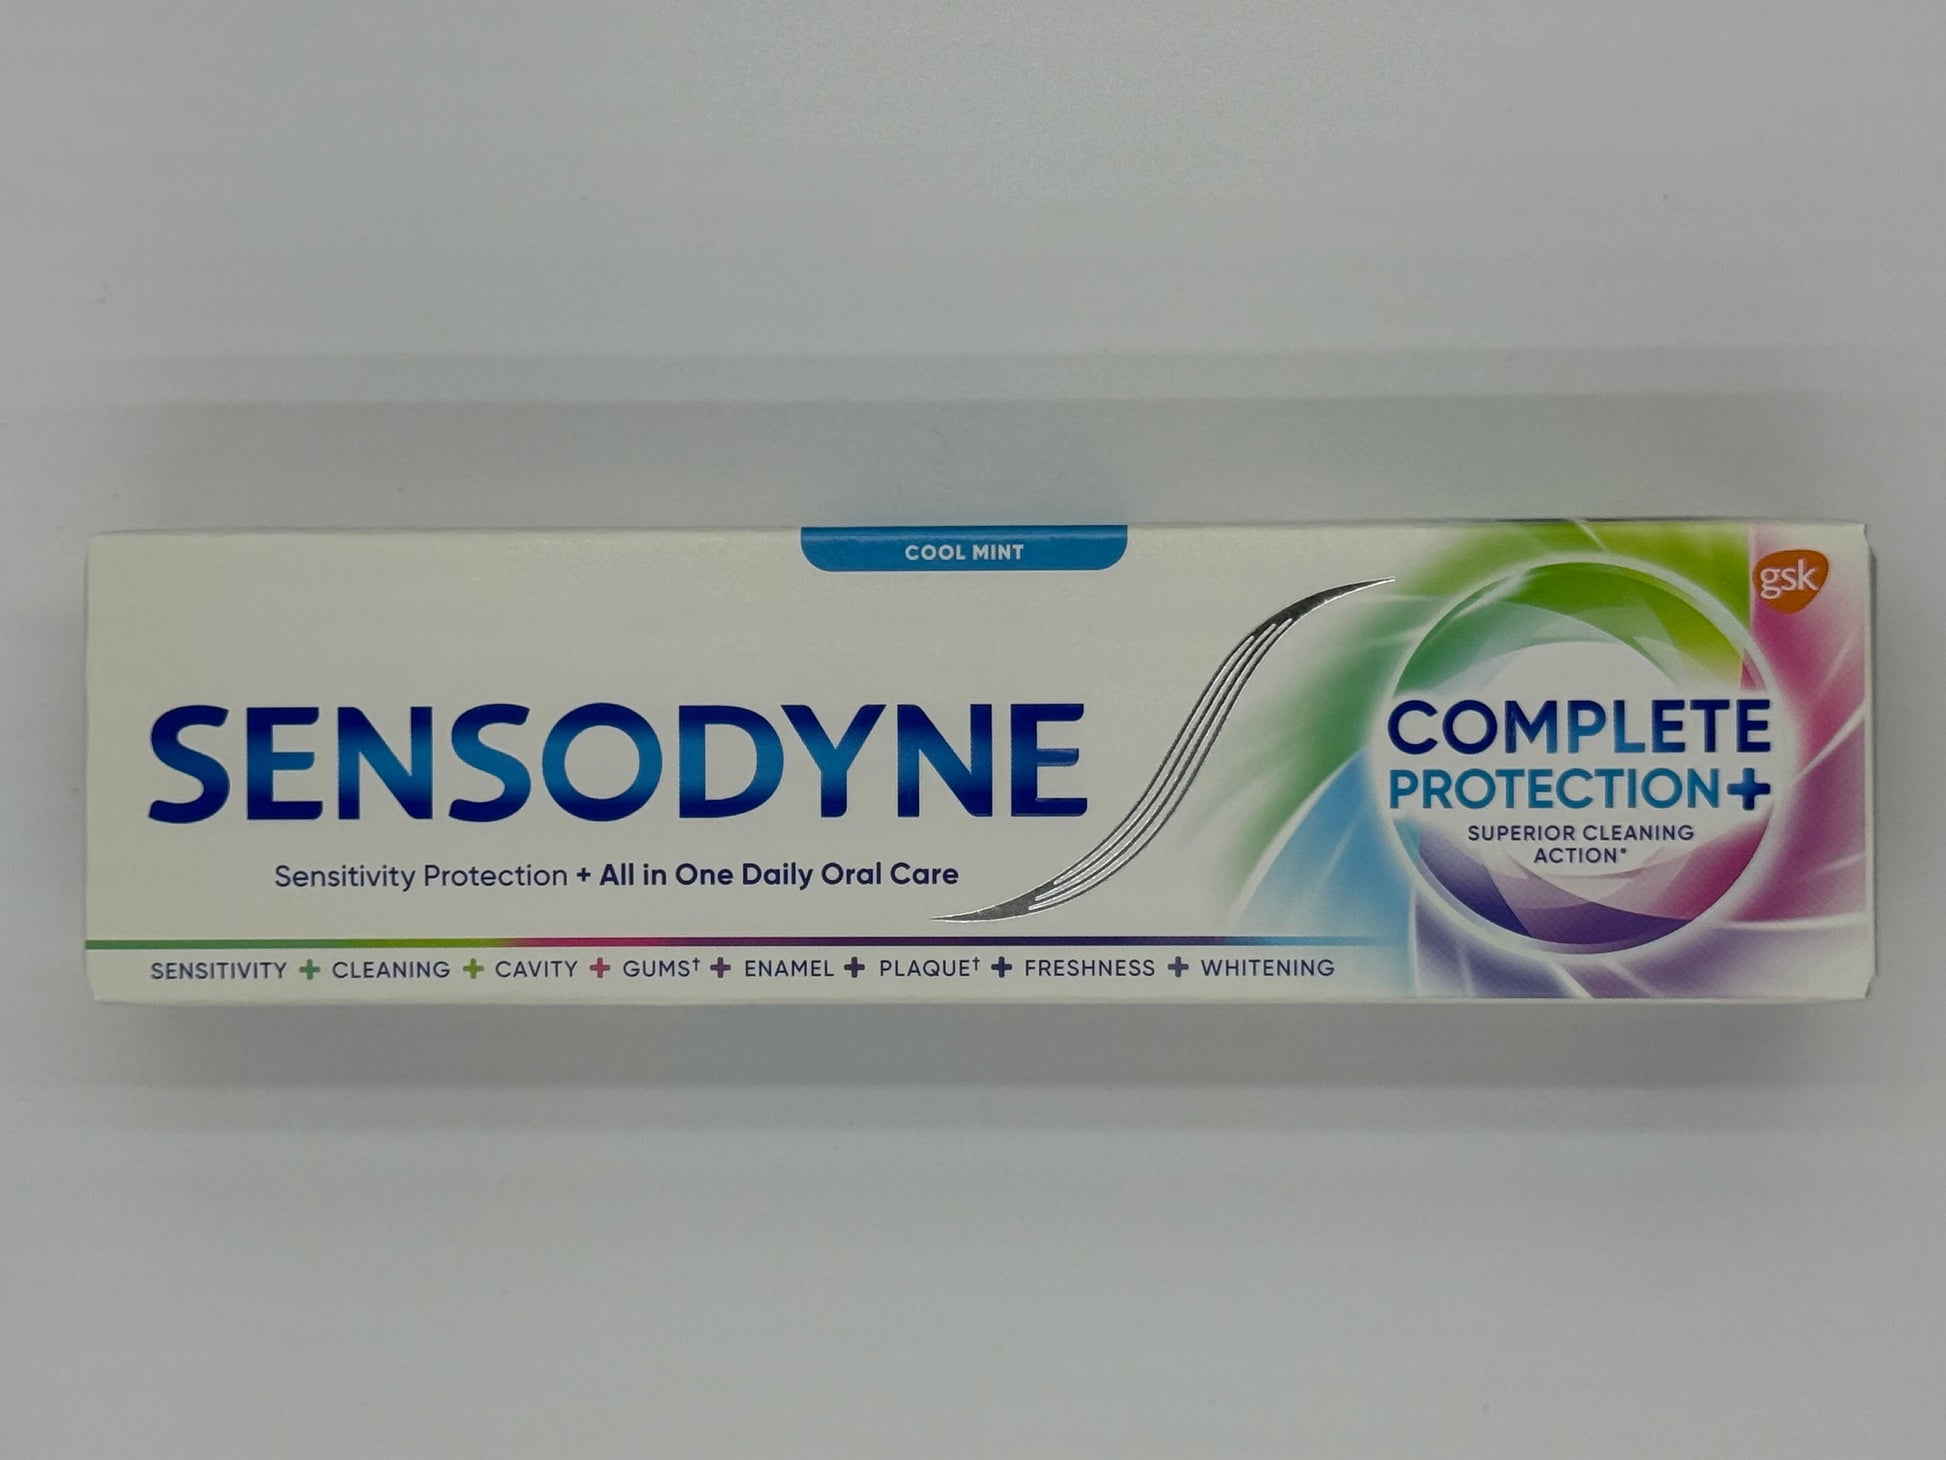 COOL MINT
gsk
SENSODYNE
Sensitivity Protection + All in One Daily Oral Care
COMPLETE
PROTECTION+
SUPERIOR CLEANING
ACTION*
SENSITIVITY + CLEANING + CAVITY + GUMS† + ENAMEL + PLAQUE† + FRESHNESS + WHITENING